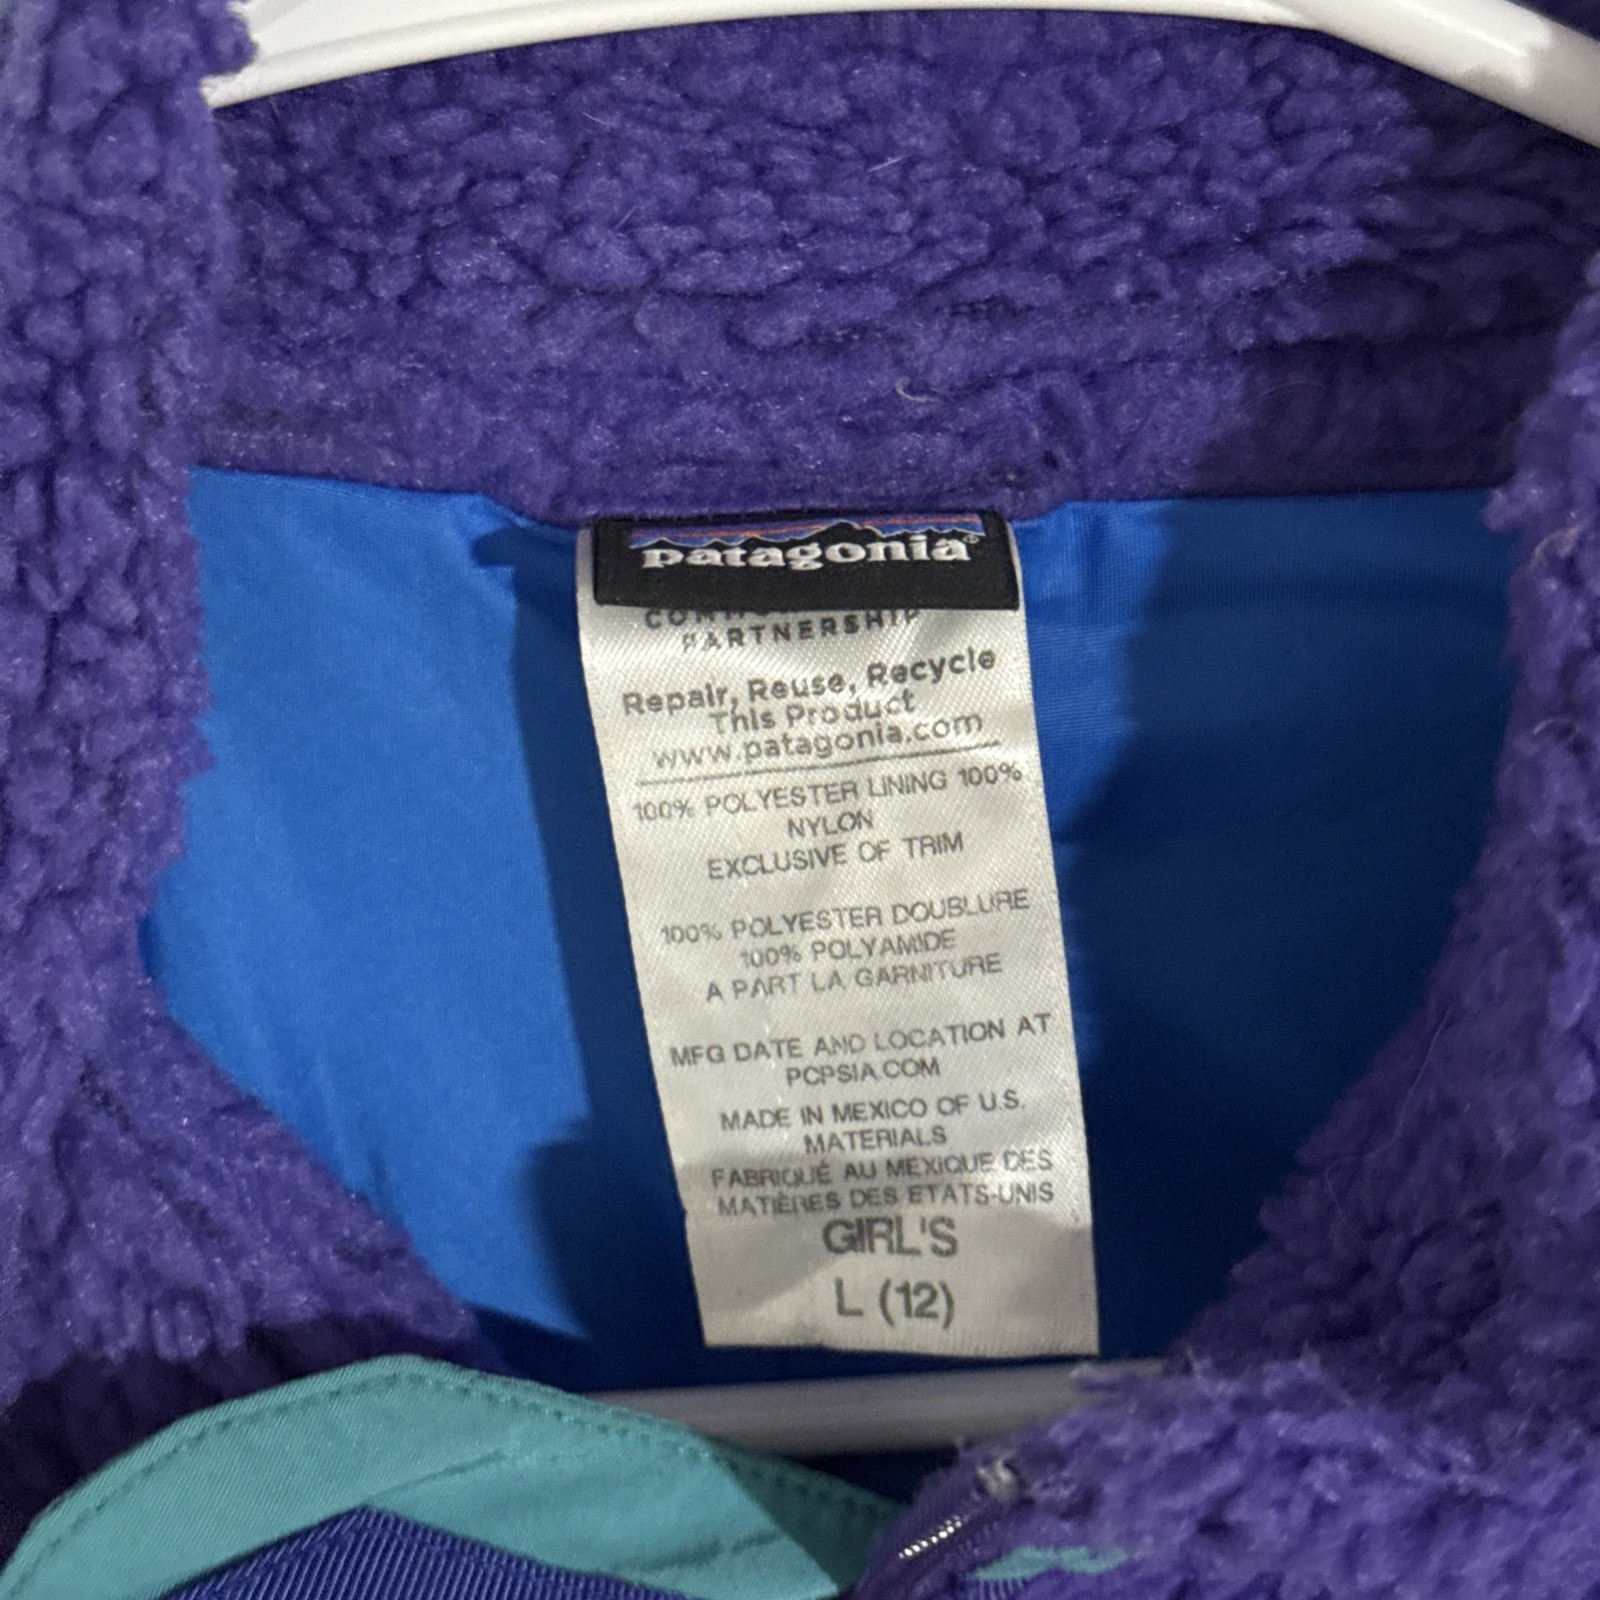 patagonia®
PARTNERSHIP
Repair, Reuse, Recycle
This Product
www.patagonia.com
100% POLYESTER LINING 100%
NYLON
EXCLUSIVE OF TRIM
100% POLYESTER DOUBLURE
100% POLYAMIDE
A PART LA GARNITURE
MFG DATE AND LOCATION AT
PCPSIA.COM
MADE IN MEXICO OF U.S.
MATERIALS
FABRIQUÉ AU MEXIQUE DES
MATIÈRES DES ETATS-UNIS
GIRL'S
L (12)